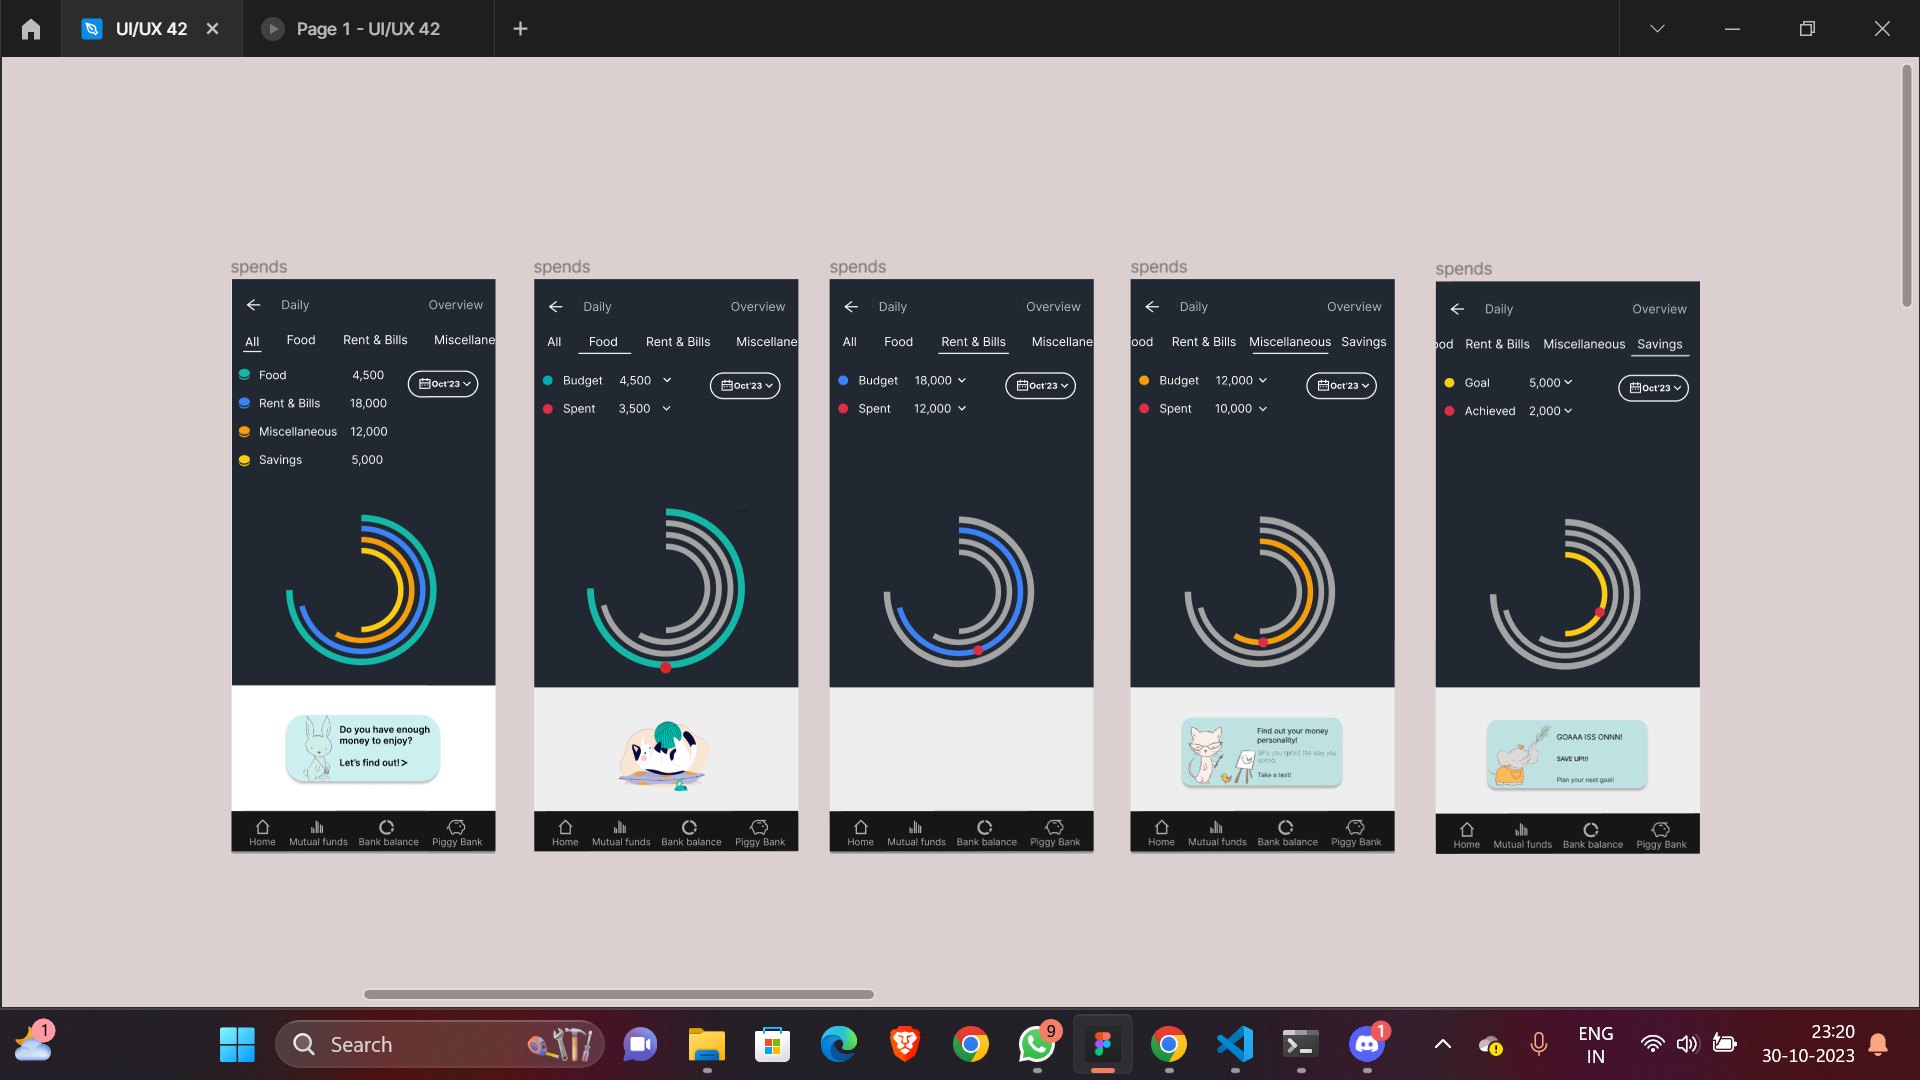 UI/UX 42
Page 1 - UI/UX 42
spends
Daily
Overview
All
Food
Rent & Bills
Miscellane
Food 4,500
Oct'23
Rent & Bills 18,000
Miscellaneous 12,000
Savings 5,000
Do you have enough
money to enjoy?
Let's find out! >
Home
Mutual funds
Bank balance
Piggy Bank
spends
Daily
Overview
All
Food
Rent & Bills
Miscellane
Budget 4,500
Oct'23
Spent 3,500
Home
Mutual funds
Bank balance
Piggy Bank
spends
Daily
Overview
All
Food
Rent & Bills
Miscellane
Budget 18,000
Oct'23
Spent 12,000
Home
Mutual funds
Bank balance
Piggy Bank
spends
Daily
Overview
ood
Rent & Bills
Miscellaneous
Savings
Budget 12,000
Oct'23
Spent 10,000
Find out your money
personality!
Why you spend the way you
spend
Take a test!
Home
Mutual funds
Bank balance
Piggy Bank
spends
Daily
Overview
ood
Rent & Bills
Miscellaneous
Savings
Goal 5,000
Oct'23
Achieved 2,000
GOAAA ISS ONNN!
SAVE UP!!!
Plan your next goal!
Home
Mutual funds
Bank balance
Piggy Bank
1
Search
9
1
ENG
IN
23:20
30-10-2023